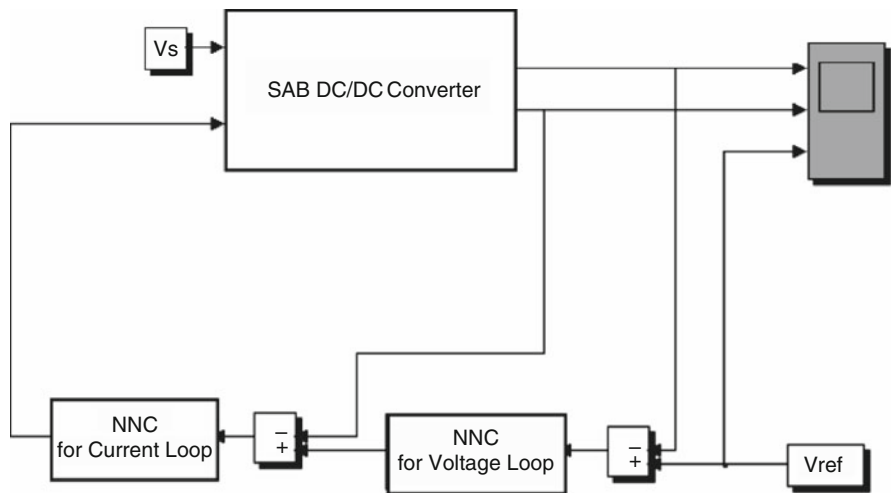 Vs
SAB DC/DC Converter
NNC
for Current Loop
−
+
NNC
for Voltage Loop
−
+
Vref